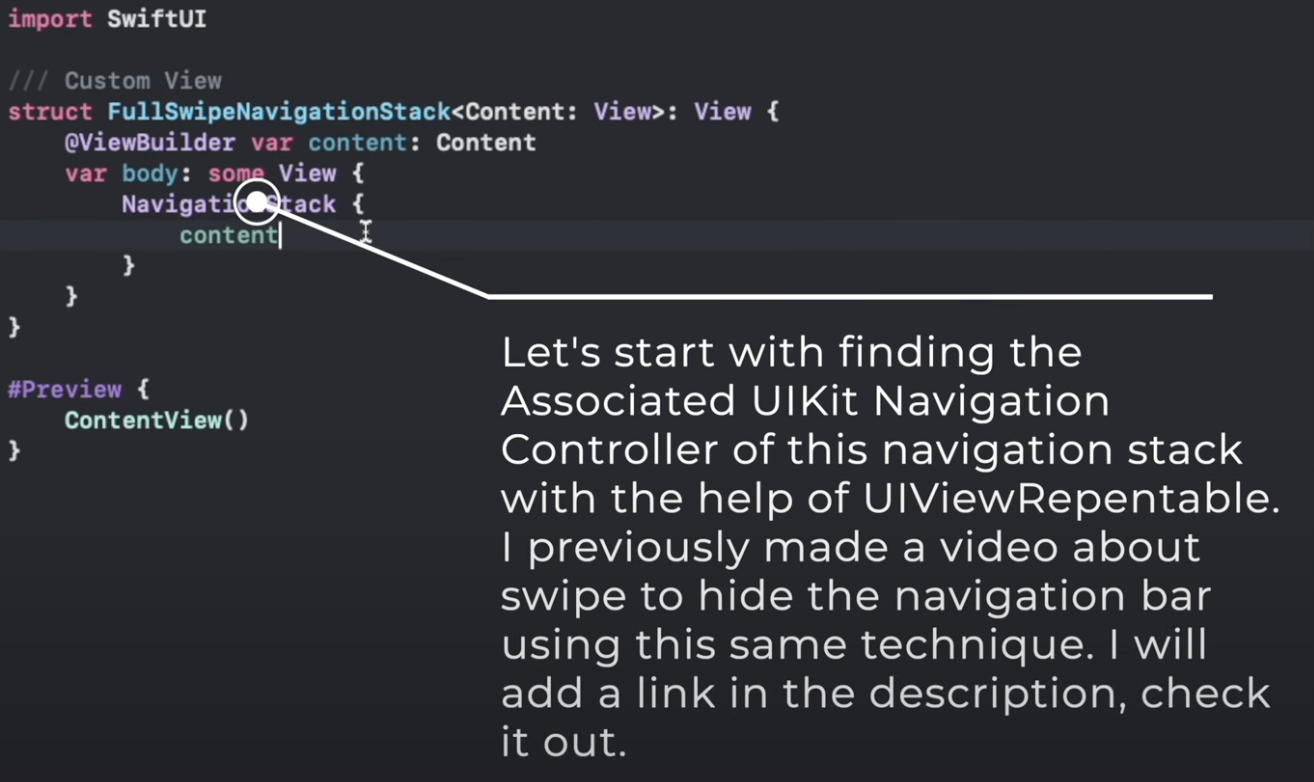 import SwiftUI
/// Custom View
struct FullSwipeNavigationStack<Content: View>: View {
@ViewBuilder var content: Content
var body: some View {
NavigationStack {
content
}
}
}
#Preview {
ContentView()
}
Let's start with finding the
Associated UIKit Navigation
Controller of this navigation stack
with the help of UIViewRepentable.
I previously made a video about
swipe to hide the navigation bar
using this same technique. I will
add a link in the description, check
it out.